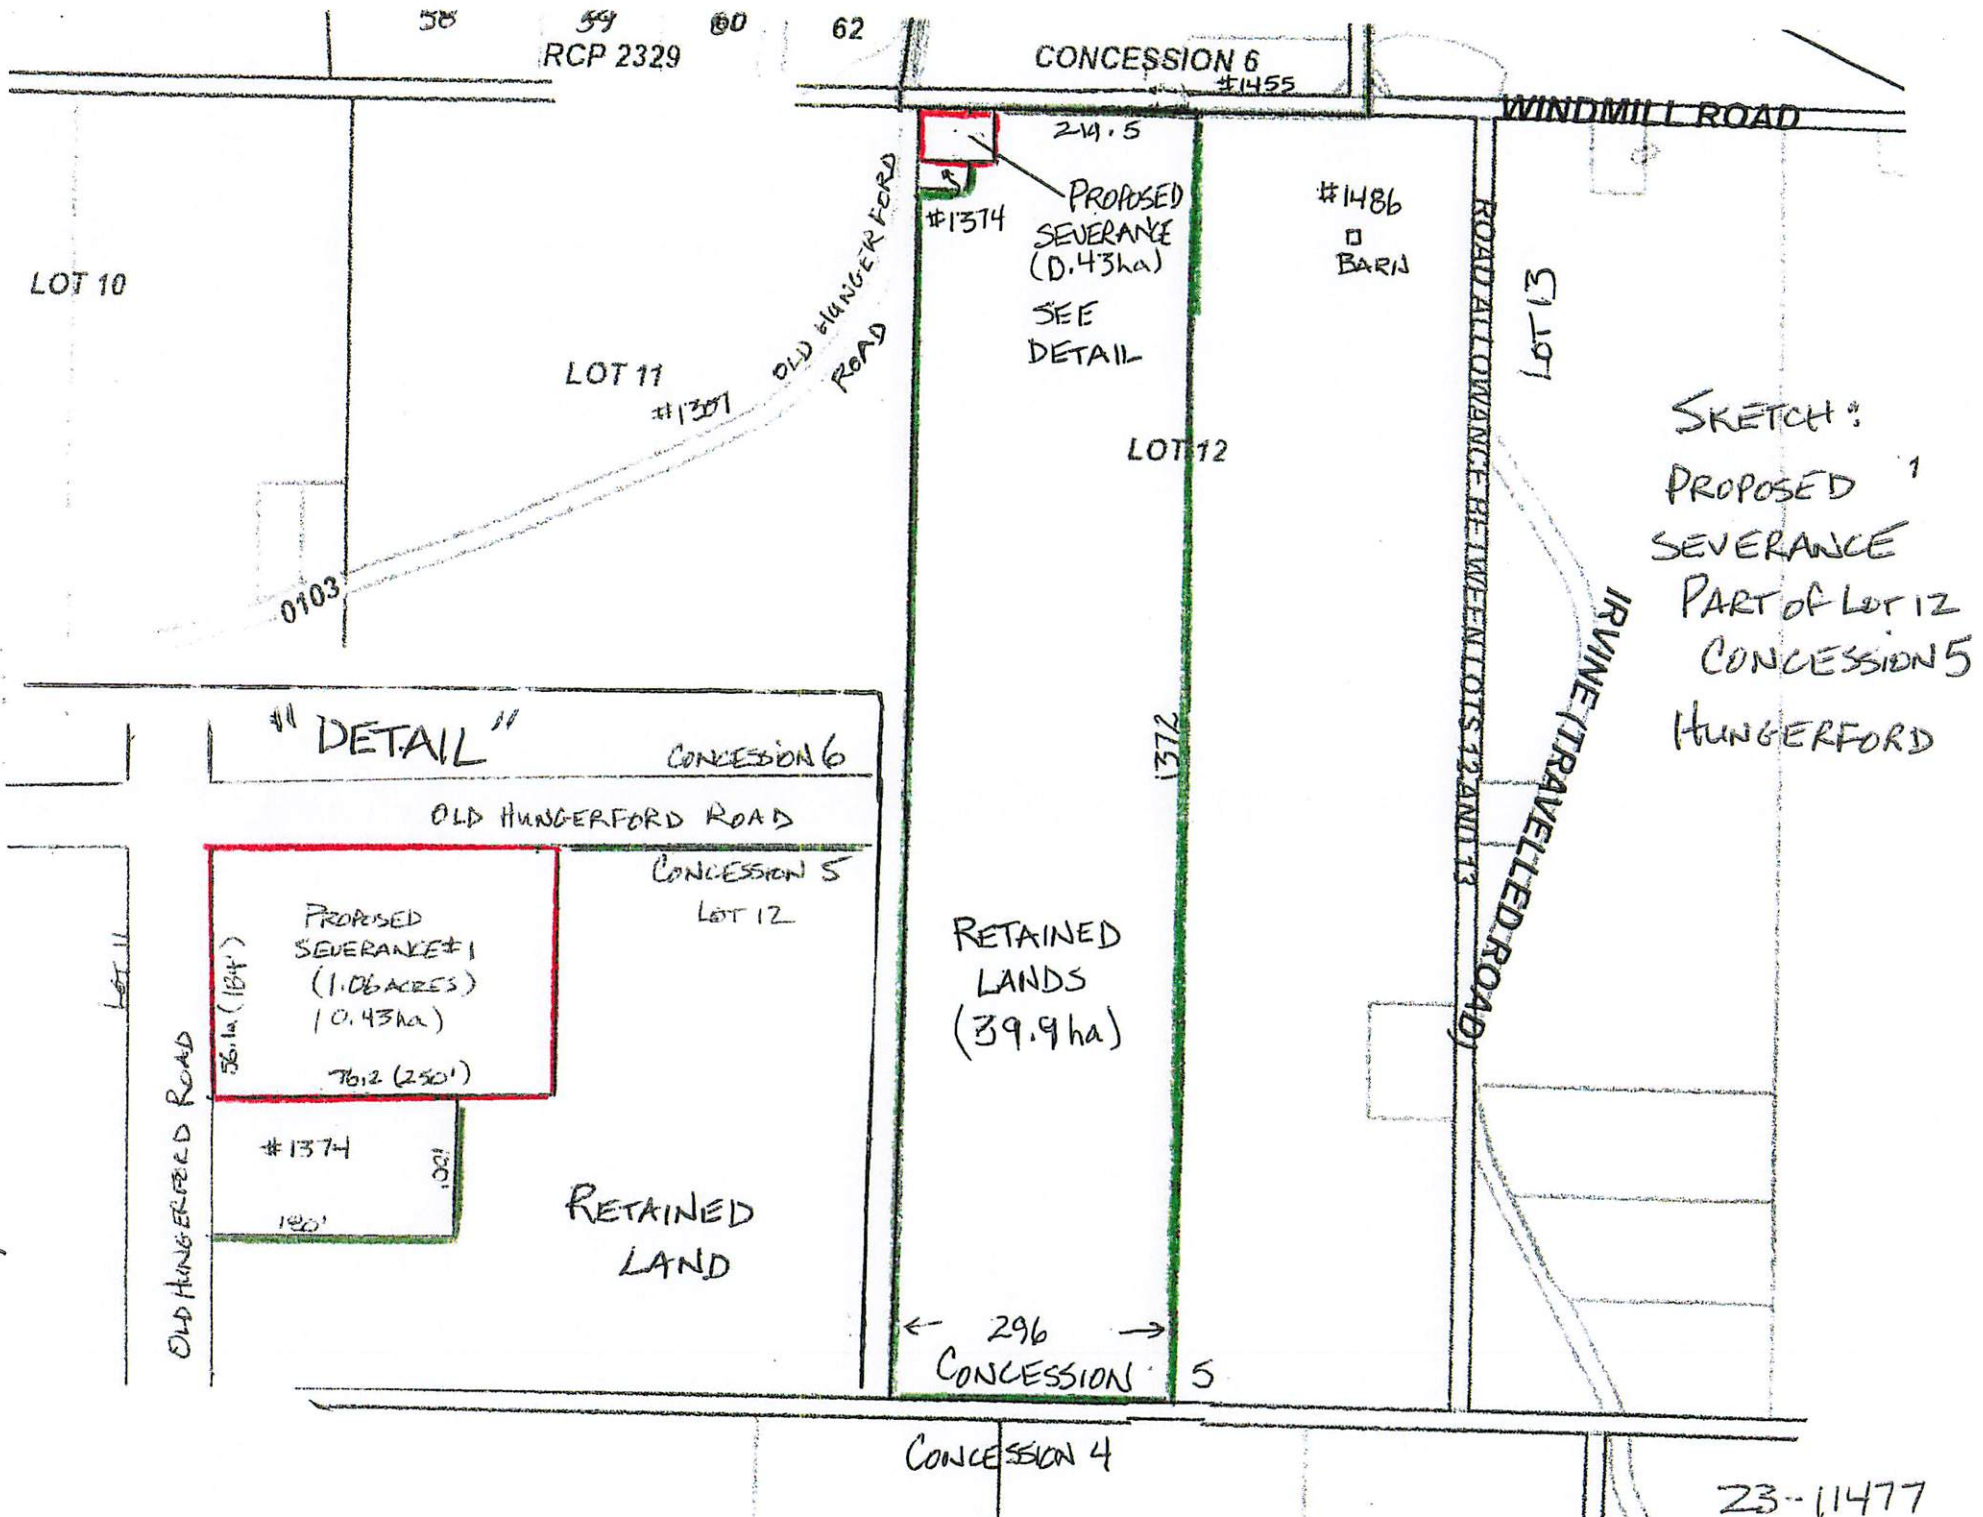 58 59 60 62
RCP 2329
CONCESSION 6
#1455
WINDMILL ROAD
219.5
PROPOSED
SEVERANCE
(0.43ha)
SEE
DETAIL
#1374
#1486
BARN
LOT 10
LOT 11
OLD HUNGERFORD
ROAD
0103
LOT 12
LOT 13
ROAD ALLOWANCE BETWEEN LOTS 12 AND 13
IRVINE (TRAVELLED ROAD)
SKETCH:
PROPOSED 1
SEVERANCE
PART OF LOT 12
CONCESSION 5
HUNGERFORD
1372
RETAINED
LANDS
(39.9ha)
← 296 →
CONCESSION 5
CONCESSION 4
23-11477
"DETAIL"
CONCESSION 6
OLD HUNGERFORD ROAD
CONCESSION 5
LOT 12
LOT 11
OLD HUNGERFORD ROAD
PROPOSED
SEVERANCE #1
(1.06 ACRES)
(0.43ha)
76.2 (250')
#1374
100'
180'
RETAINED
LAND